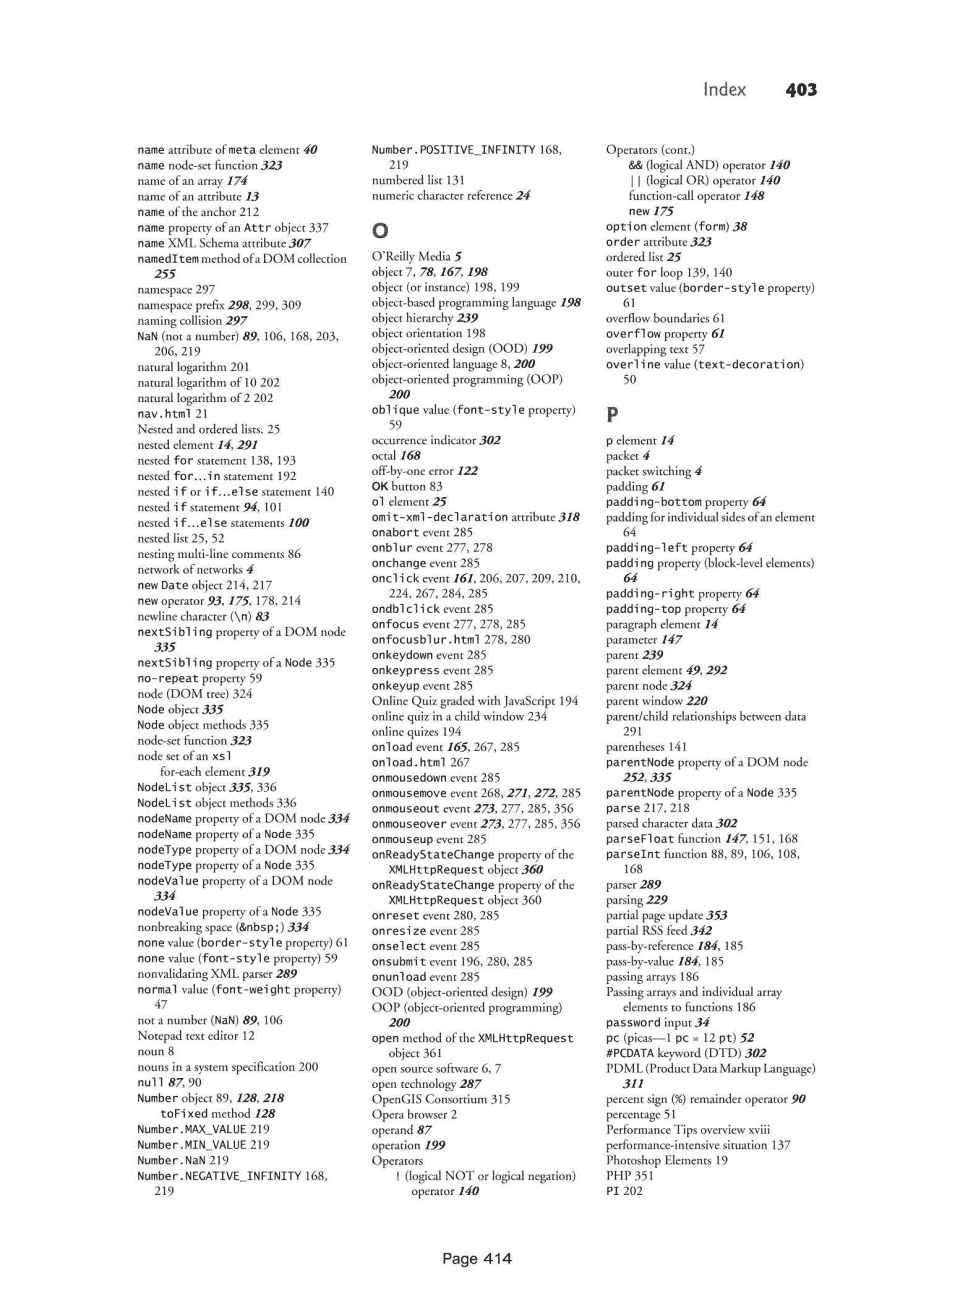 Index 403
name attribute of meta element 40
name node-set function 323
name of an array 174
name of an attribute 13
name of the anchor 212
name property of an Attr object 337
name XML Schema attribute 307
namedItem method of a DOM collection
255
namespace 297
namespace prefix 298, 299, 309
naming collision 297
NaN (not a number) 89, 106, 168, 203,
206, 219
natural logarithm 201
natural logarithm of 10 202
natural logarithm of 2 202
nav.html 21
Nested and ordered lists. 25
nested element 14, 291
nested for statement 138, 193
nested for...in statement 192
nested if or if...else statement 140
nested if statement 94, 101
nested if...else statements 100
nested list 25, 52
nesting multi-line comments 86
network of networks 4
new Date object 214, 217
new operator 93, 175, 178, 214
newline character (\n) 83
nextSibling property of a DOM node
335
nextSibling property of a Node 335
no-repeat property 59
node (DOM tree) 324
Node object 335
Node object methods 335
node-set function 323
node set of an xsl
for-each element 319
NodeList object 335, 336
NodeList object methods 336
nodeName property of a DOM node 334
nodeName property of a Node 335
nodeType property of a DOM node 334
nodeType property of a Node 335
nodeValue property of a DOM node
334
nodeValue property of a Node 335
nonbreaking space (&nbsp;) 334
none value (border-style property) 61
none value (font-style property) 59
nonvalidating XML parser 289
normal value (font-weight property)
47
not a number (NaN) 89, 106
Notepad text editor 12
noun 8
nouns in a system specification 200
null 87, 90
Number object 89, 128, 218
toFixed method 128
Number.MAX_VALUE 219
Number.MIN_VALUE 219
Number.NaN 219
Number.NEGATIVE_INFINITY 168,
219
Number.POSITIVE_INFINITY 168,
219
numbered list 131
numeric character reference 24
O
O'Reilly Media 5
object 7, 78, 167, 198
object (or instance) 198, 199
object-based programming language 198
object hierarchy 239
object orientation 198
object-oriented design (OOD) 199
object-oriented language 8, 200
object-oriented programming (OOP)
200
oblique value (font-style property)
59
occurrence indicator 302
octal 168
off-by-one error 122
OK button 83
ol element 25
omit-xml-declaration attribute 318
onabort event 285
onblur event 277, 278
onchange event 285
onclick event 161, 206, 207, 209, 210,
224, 267, 284, 285
ondblclick event 285
onfocus event 277, 278, 285
onfocusblur.html 278, 280
onkeydown event 285
onkeypress event 285
onkeyup event 285
Online Quiz graded with JavaScript 194
online quiz in a child window 234
online quizes 194
onload event 165, 267, 285
onload.html 267
onmousedown event 285
onmousemove event 268, 271, 272, 285
onmouseout event 273, 277, 285, 356
onmouseover event 273, 277, 285, 356
onmouseup event 285
onReadyStateChange property of the
XMLHttpRequest object 360
onReadyStateChange property of the
XMLHttpRequest object 360
onreset event 280, 285
onresize event 285
onselect event 285
onsubmit event 196, 280, 285
onunload event 285
OOD (object-oriented design) 199
OOP (object-oriented programming)
200
open method of the XMLHttpRequest
object 361
open source software 6, 7
open technology 287
OpenGIS Consortium 315
Opera browser 2
operand 87
operation 199
Operators
! (logical NOT or logical negation)
operator 140
Operators (cont.)
&& (logical AND) operator 140
|| (logical OR) operator 140
function-call operator 148
new 175
option element (form) 38
order attribute 323
ordered list 25
outer for loop 139, 140
outset value (border-style property)
61
overflow boundaries 61
overflow property 61
overlapping text 57
overline value (text-decoration)
50
P
p element 14
packet 4
packet switching 4
padding 61
padding-bottom property 64
padding for individual sides of an element
64
padding-left property 64
padding property (block-level elements)
64
padding-right property 64
padding-top property 64
paragraph element 14
parameter 147
parent 239
parent element 49, 292
parent node 324
parent window 220
parent/child relationships between data
291
parentheses 141
parentNode property of a DOM node
252, 335
parentNode property of a Node 335
parse 217, 218
parsed character data 302
parseFloat function 147, 151, 168
parseInt function 88, 89, 106, 108,
168
parser 289
parsing 229
partial page update 353
partial RSS feed 342
pass-by-reference 184, 185
pass-by-value 184, 185
passing arrays 186
Passing arrays and individual array
elements to functions 186
password input 34
pc (picas—1 pc = 12 pt) 52
#PCDATA keyword (DTD) 302
PDML (Product Data Markup Language)
311
percent sign (%) remainder operator 90
percentage 51
Performance Tips overview xviii
performance-intensive situation 137
Photoshop Elements 19
PHP 351
PI 202
Page 414